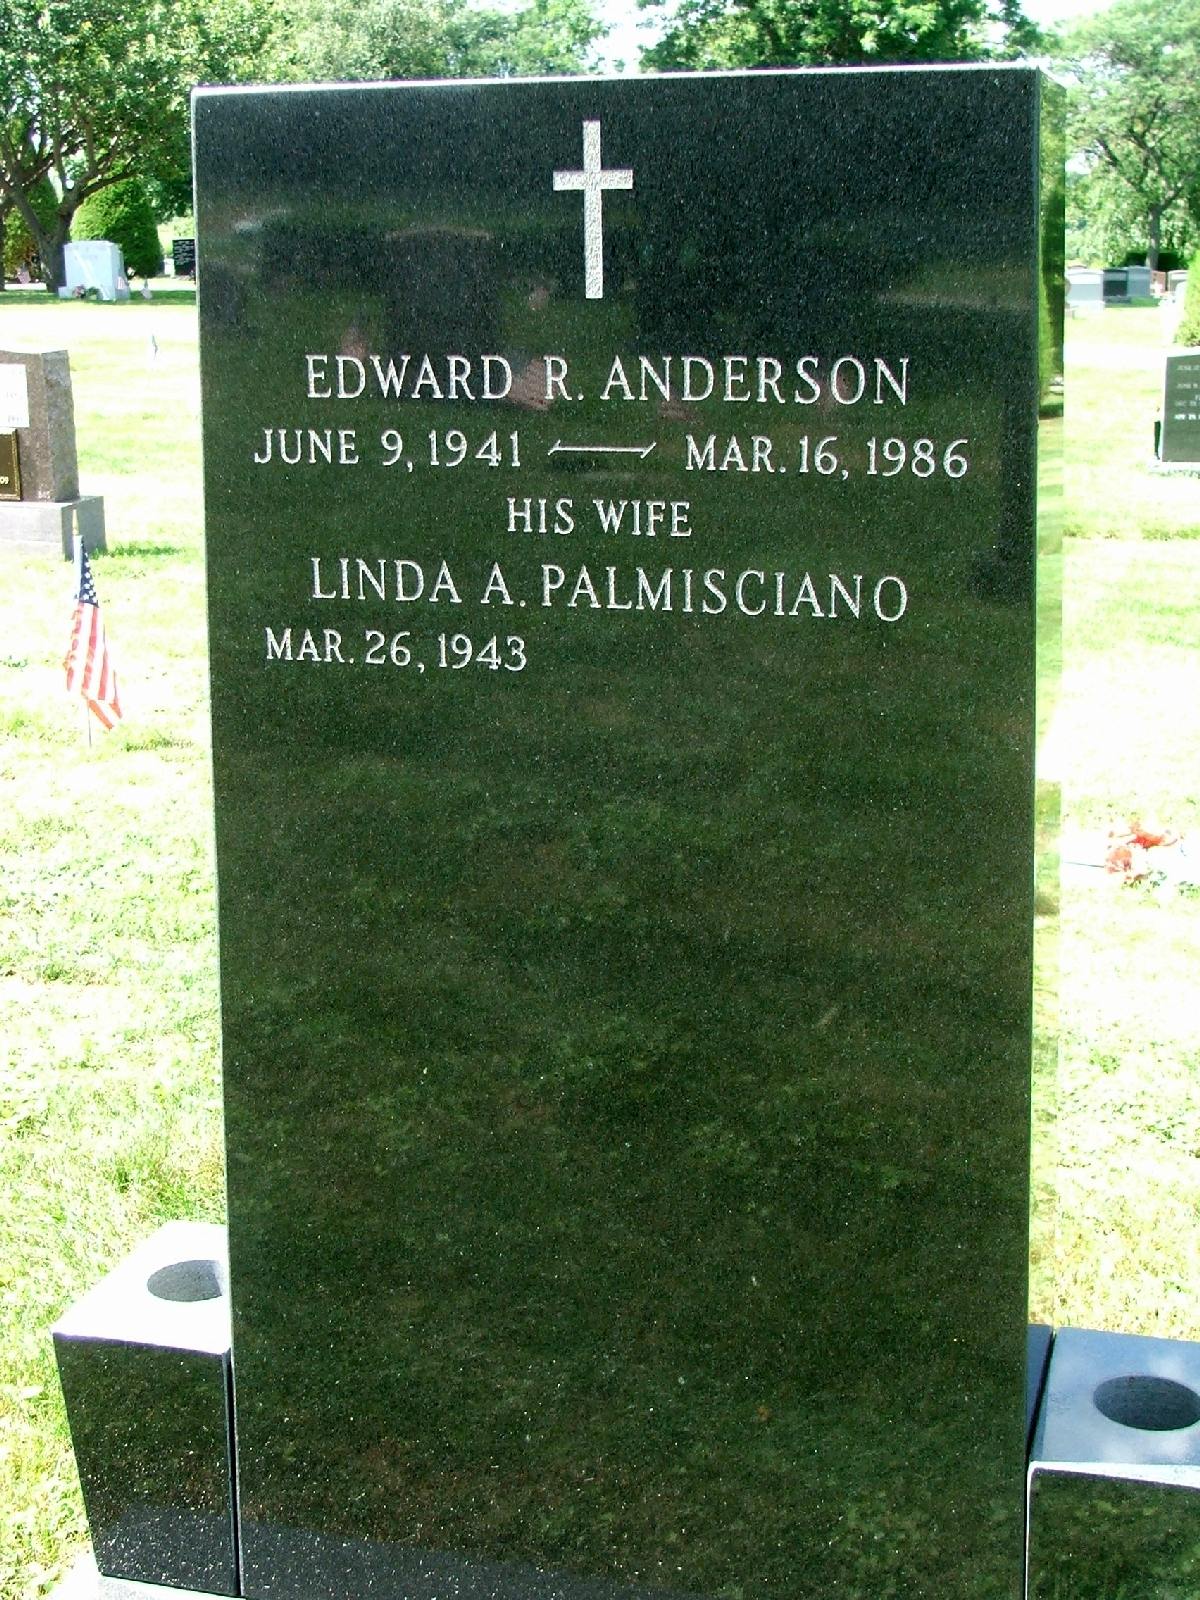 EDWARD R. ANDERSON
JUNE 9, 1941 — MAR. 16, 1986
HIS WIFE
LINDA A. PALMISCIANO
MAR. 26, 1943